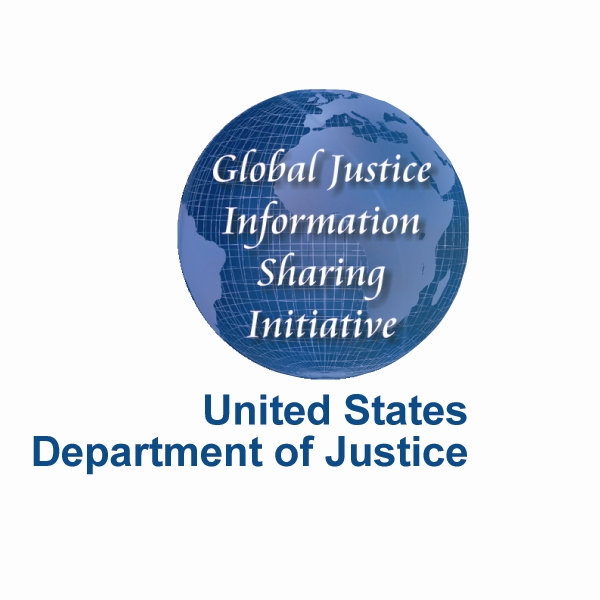 Global Justice
Information
Sharing
Initiative
United States
Department of Justice